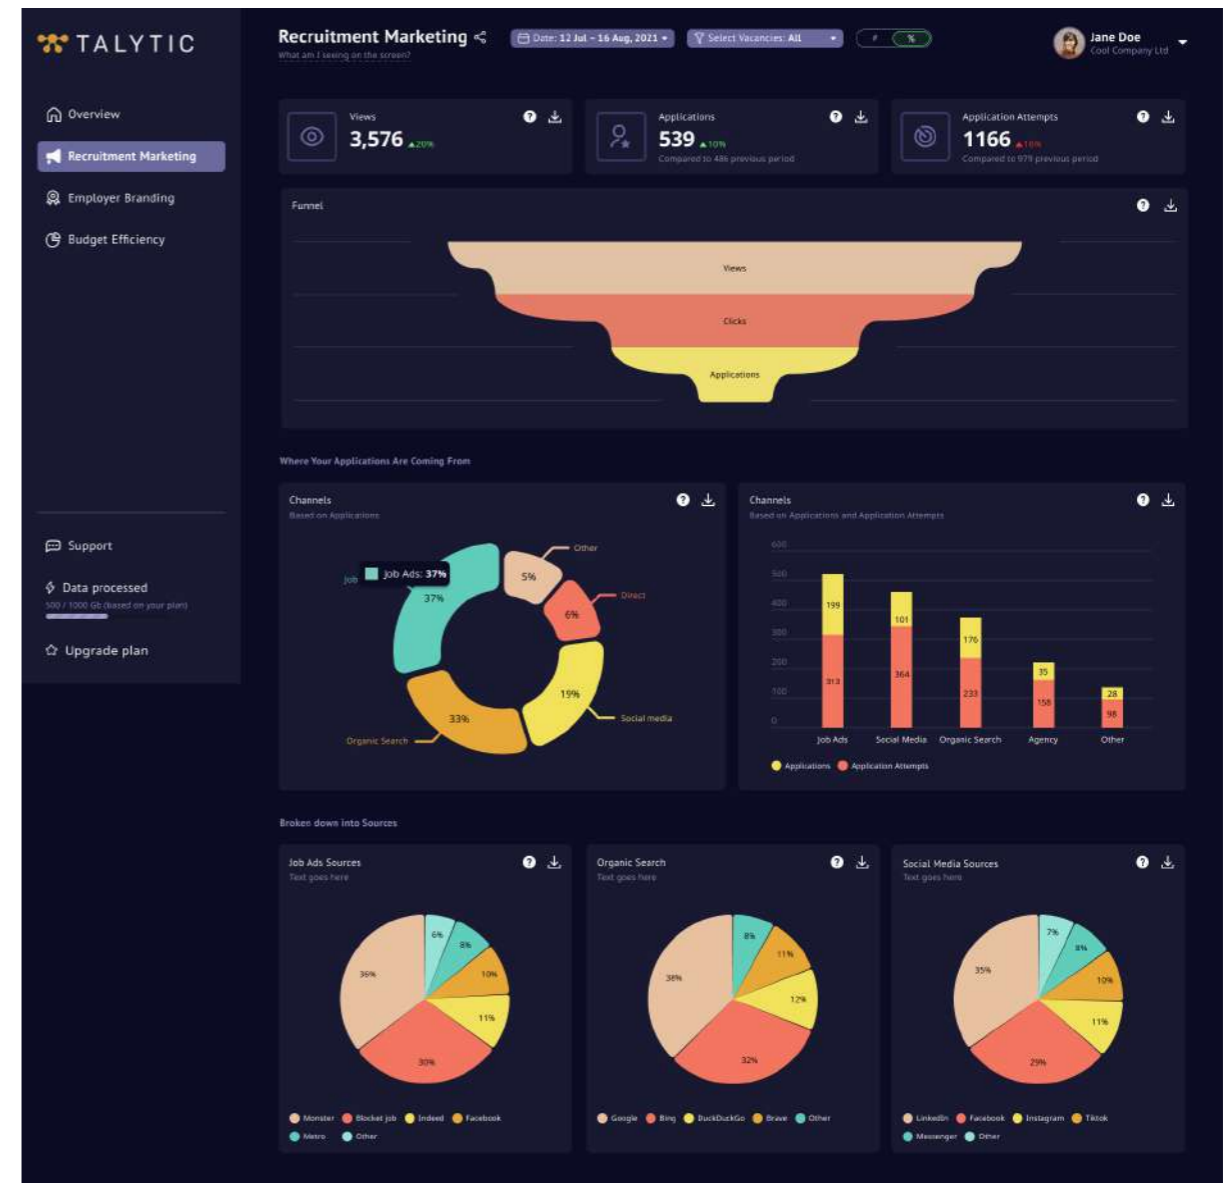 TALYTIC
Overview
Recruitment Marketing
Employer Branding
Budget Efficiency
Support
Data processed
500 / 1000 Gb (based on your plan)
Upgrade plan
Recruitment Marketing
What am I seeing on the screen?
Date: 12 Jul – 16 Aug, 2021
Select Vacancies: All
# %
Jane Doe
Cool Company Ltd
Views
3,576 ▲20%
Applications
539 ▲10%
Compared to 486 previous period
Application Attempts
1166 ▲16%
Compared to 979 previous period
Funnel
Views
Clicks
Applications
Where Your Applications Are Coming From
Channels
Based on Applications
Other
5%
Job
Job Ads: 37%
37%
Direct
6%
19%
Social media
33%
Organic Search
Channels
Based on Applications and Application Attempts
600
500
400
300
200
100
0
199
313
101
364
176
233
35
158
28
98
Job Ads
Social Media
Organic Search
Agency
Other
Applications
Application Attempts
Broken down into Sources
Job Ads Sources
Text goes here
6%
8%
36%
10%
11%
30%
Monster
Blocket job
Indeed
Facebook
Metro
Other
Organic Search
Text goes here
8%
11%
38%
12%
32%
Google
Bing
DuckDuckGo
Brave
Other
Social Media Sources
Text goes here
7%
8%
35%
10%
11%
29%
LinkedIn
Facebook
Instagram
Tiktok
Messenger
Other